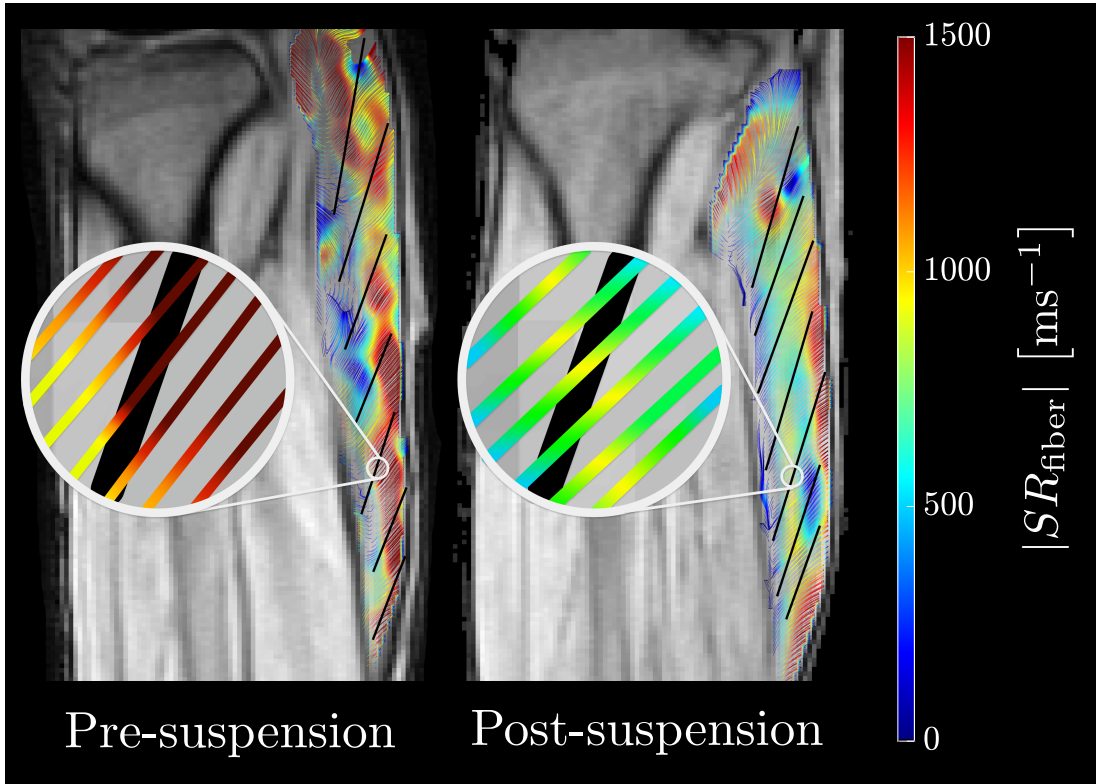 1500
1000
500
0
|SR_fiber| [ms⁻¹]
Pre-suspension
Post-suspension